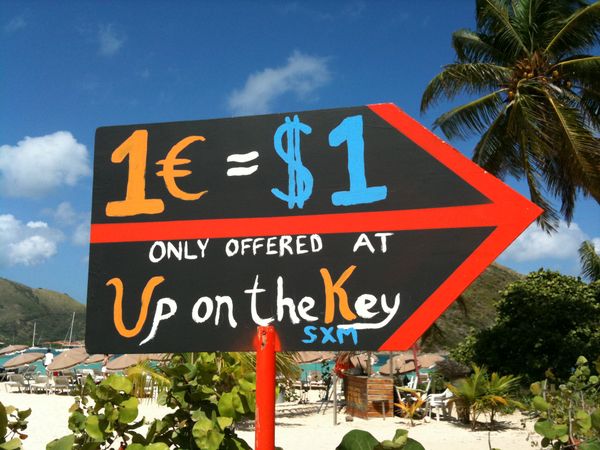 1€ = $1
ONLY OFFERED AT
Up on the Key
SXM